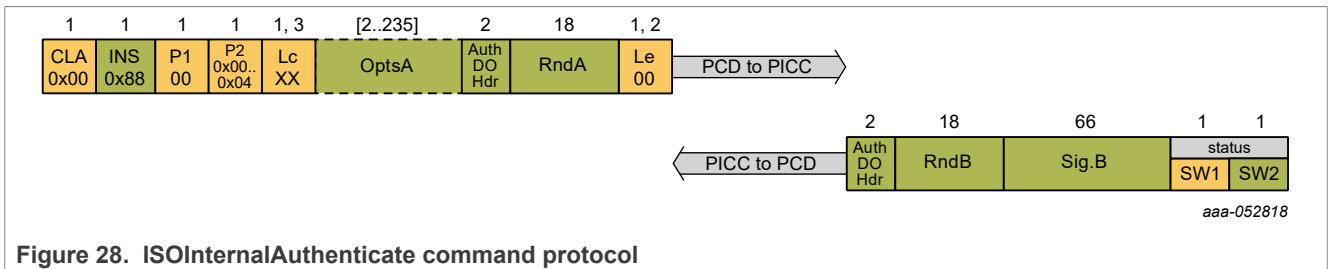 1 1 1 1 1, 3 [2..235] 2 18 1, 2
CLA
0x00
INS
0x88
P1
00
P2
0x00..
0x04
Lc
XX
OptsA
Auth
DO
Hdr
RndA
Le
00
PCD to PICC
2 18 66 1 1
PICC to PCD
Auth
DO
Hdr
RndB
Sig.B
status
SW1
SW2
aaa-052818
Figure 28. ISOInternalAuthenticate command protocol